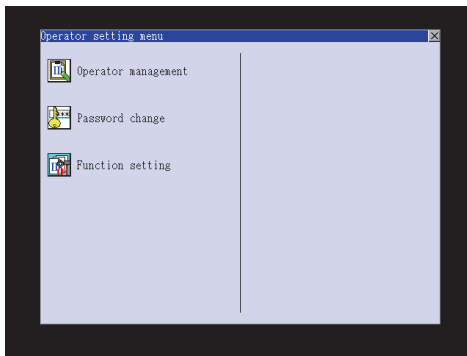 Operator setting menu
Operator management
Password change
Function setting